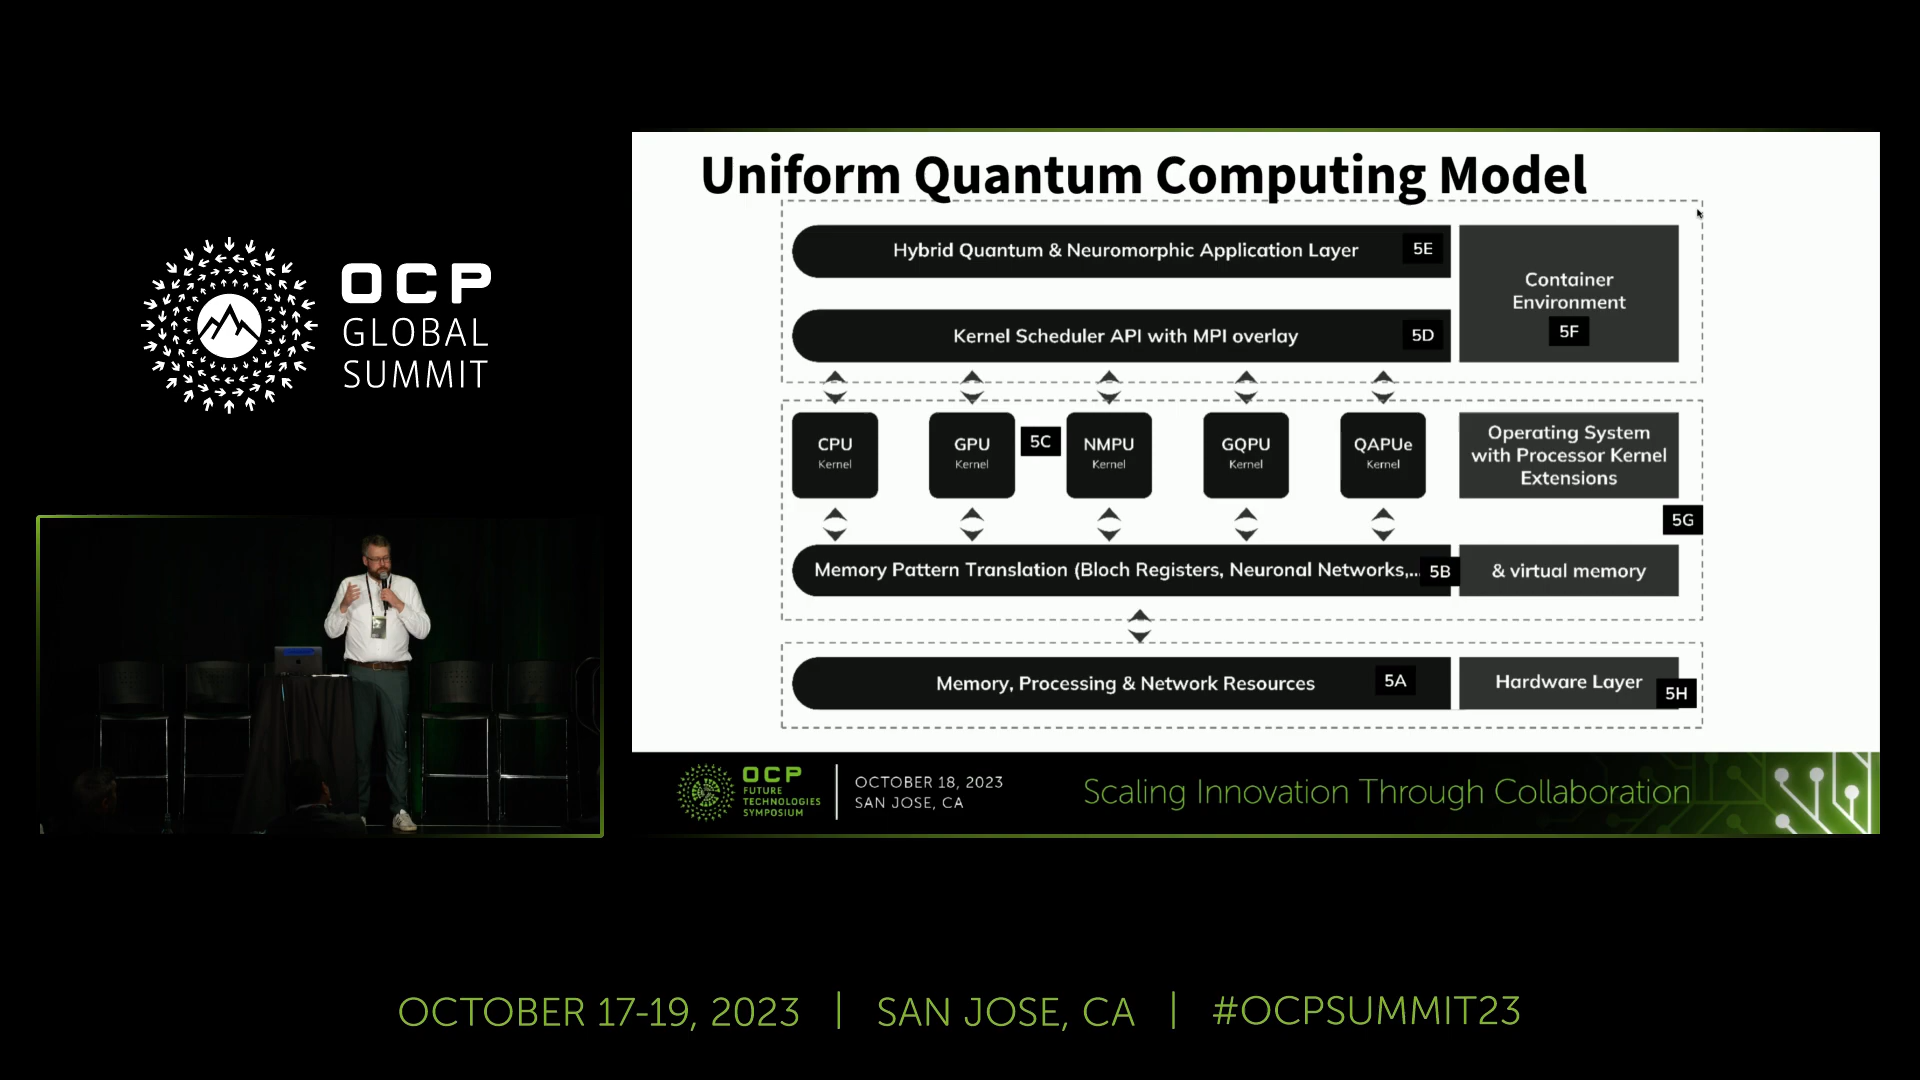 OCP
GLOBAL
SUMMIT
Uniform Quantum Computing Model
Hybrid Quantum & Neuromorphic Application Layer
5E
Kernel Scheduler API with MPI overlay
5D
Container
Environment
5F
CPU
Kernel
GPU
Kernel
5C
NMPU
Kernel
GQPU
Kernel
QAPUe
Kernel
Operating System
with Processor Kernel
Extensions
5G
Memory Pattern Translation (Bloch Registers, Neuronal Networks,...
5B
& virtual memory
Memory, Processing & Network Resources
5A
Hardware Layer
5H
OCP
FUTURE
TECHNOLOGIES
SYMPOSIUM
OCTOBER 18, 2023
SAN JOSE, CA
Scaling Innovation Through Collaboration
OCTOBER 17-19, 2023 | SAN JOSE, CA | #OCPSUMMIT23